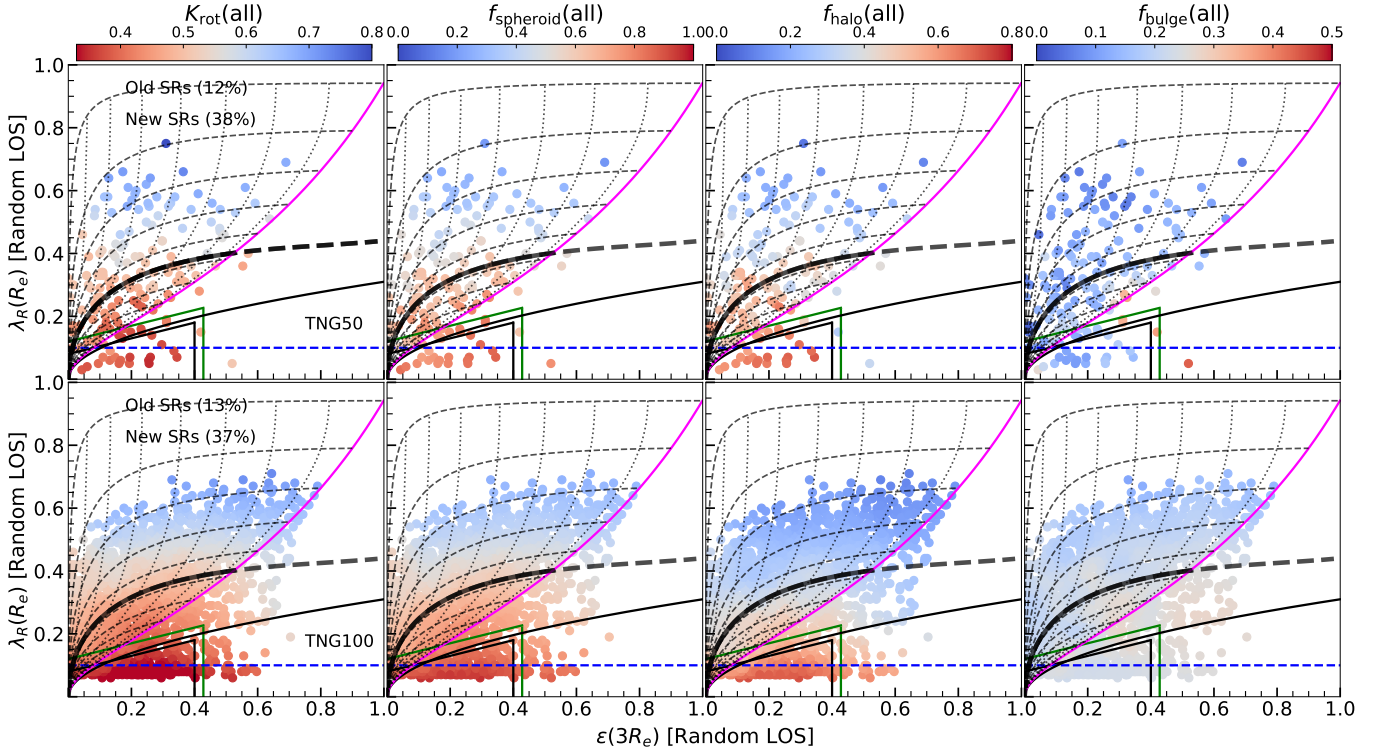 K_rot(all) f_spheroid(all) f_halo(all) f_bulge(all)
0.4 0.5 0.6 0.7 0.8 0.0 0.2 0.4 0.6 0.8 1.0 0.0 0.2 0.4 0.6 0.8 0.0 0.1 0.2 0.3 0.4 0.5
1.0
Old SRs (12%)
New SRs (38%)
0.8
0.6
0.4
0.2
λ_R(R_e) [Random LOS]
TNG50
1.0
Old SRs (13%)
New SRs (37%)
0.8
0.6
0.4
0.2
λ_R(R_e) [Random LOS]
TNG100
0.2 0.4 0.6 0.8 1.0 0.2 0.4 0.6 0.8 1.0 0.2 0.4 0.6 0.8 1.0 0.2 0.4 0.6 0.8 1.0
ε(3R_e) [Random LOS]